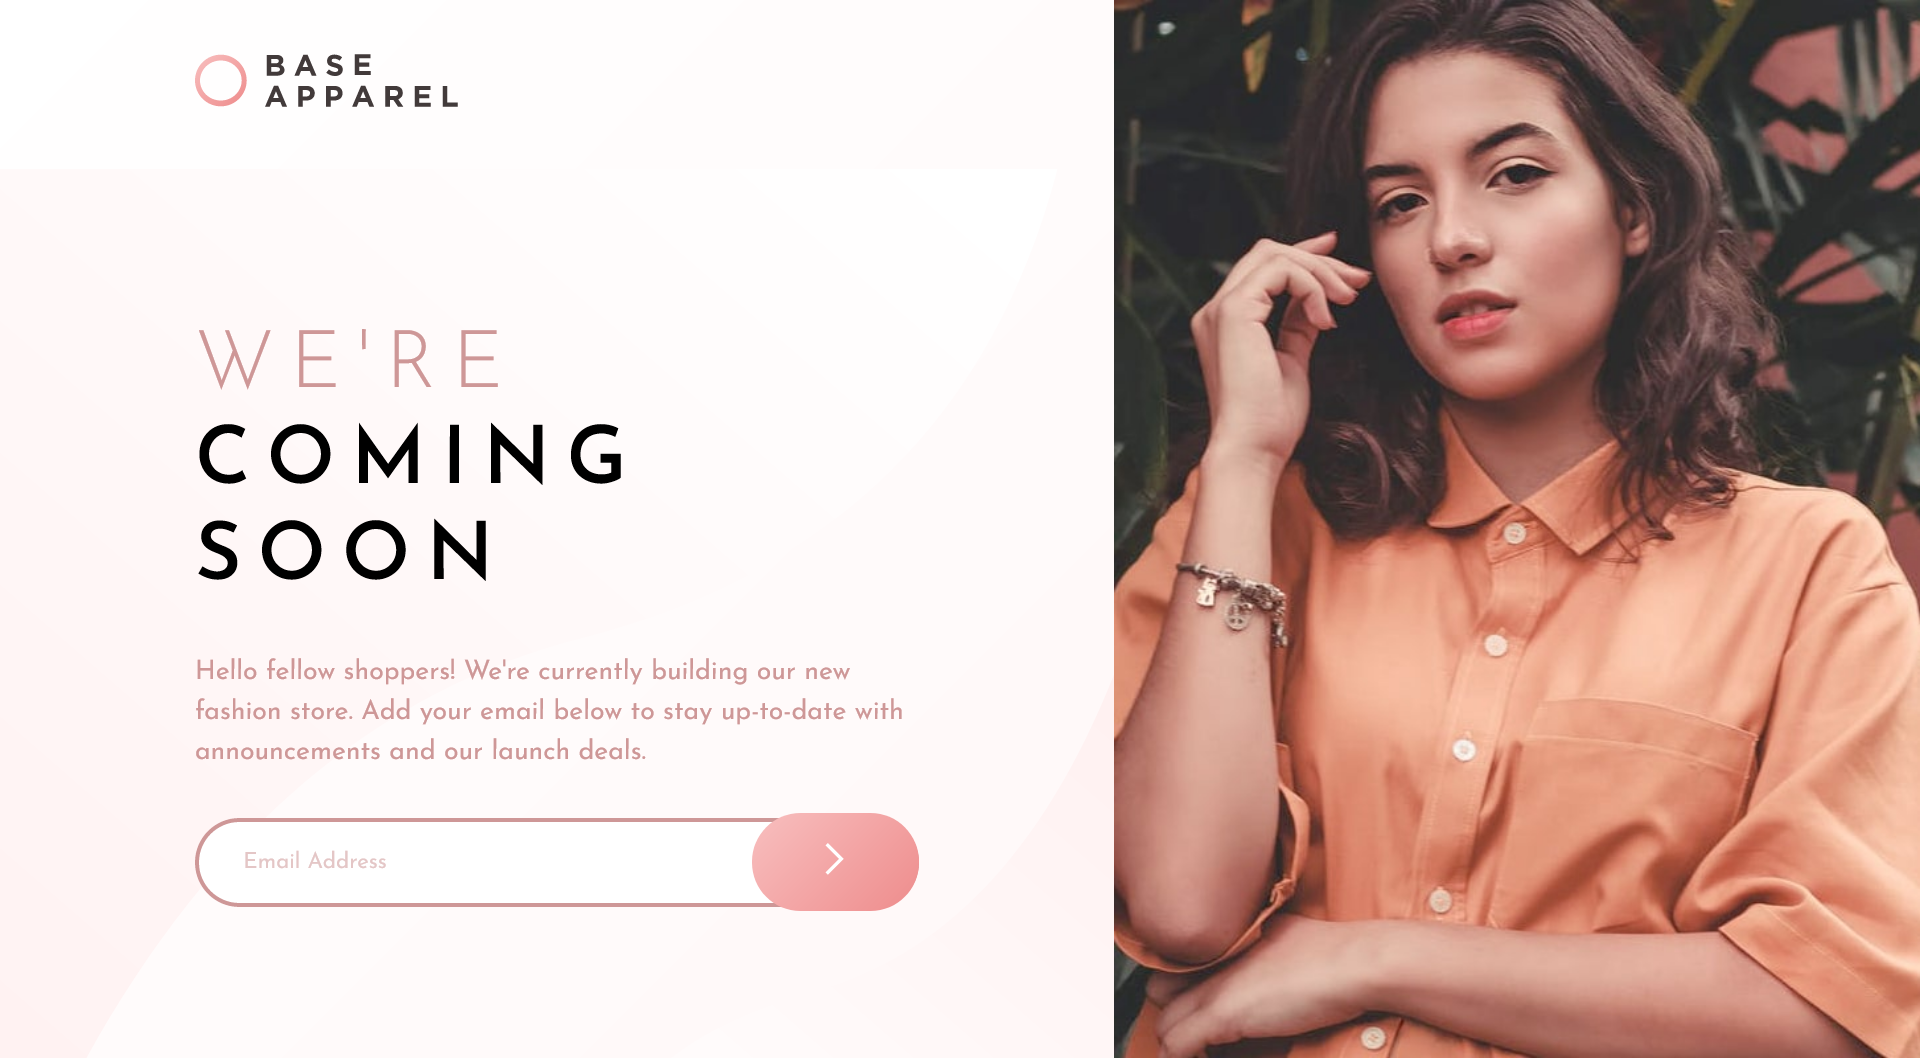 BASE
APPAREL
WE'RE
COMING
SOON
Hello fellow shoppers! We're currently building our new
fashion store. Add your email below to stay up-to-date with
announcements and our launch deals.
Email Address